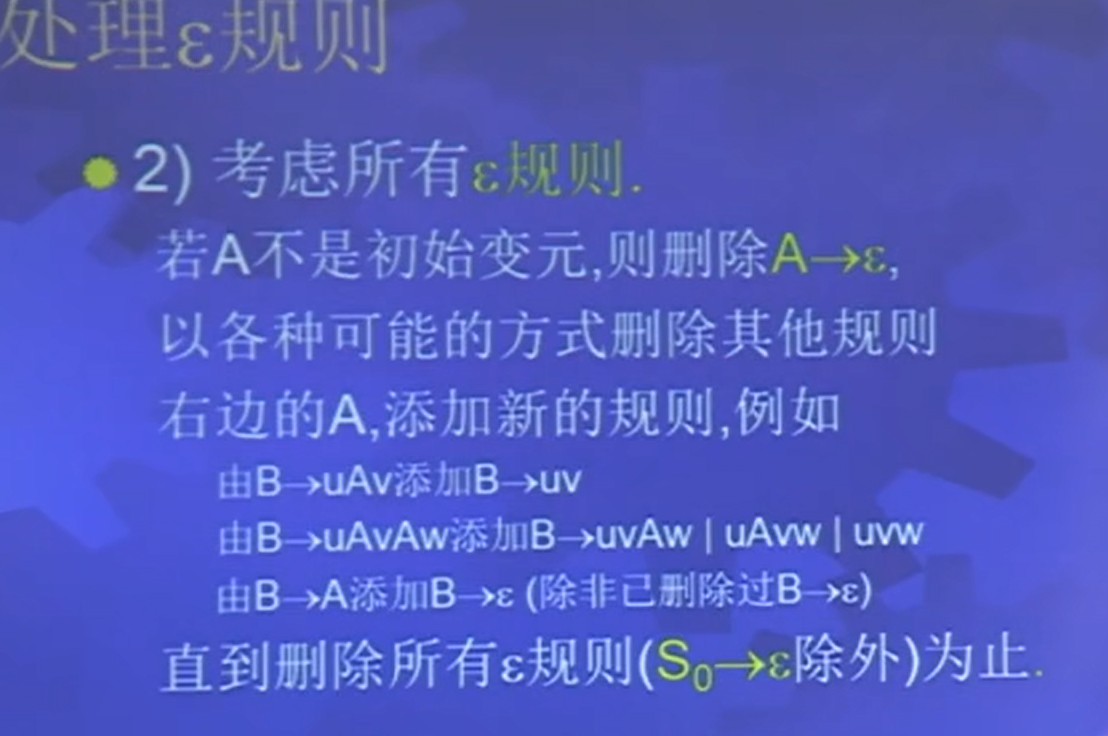 处理ε规则
2) 考虑所有ε规则.
若A不是初始变元,则删除A→ε,
以各种可能的方式删除其他规则
右边的A,添加新的规则,例如
由B→uAv添加B→uv
由B→uAvAw添加B→uvAw | uAvw | uvw
由B→A添加B→ε (除非已删除过B→ε)
直到删除所有ε规则(S₀→ε除外)为止.